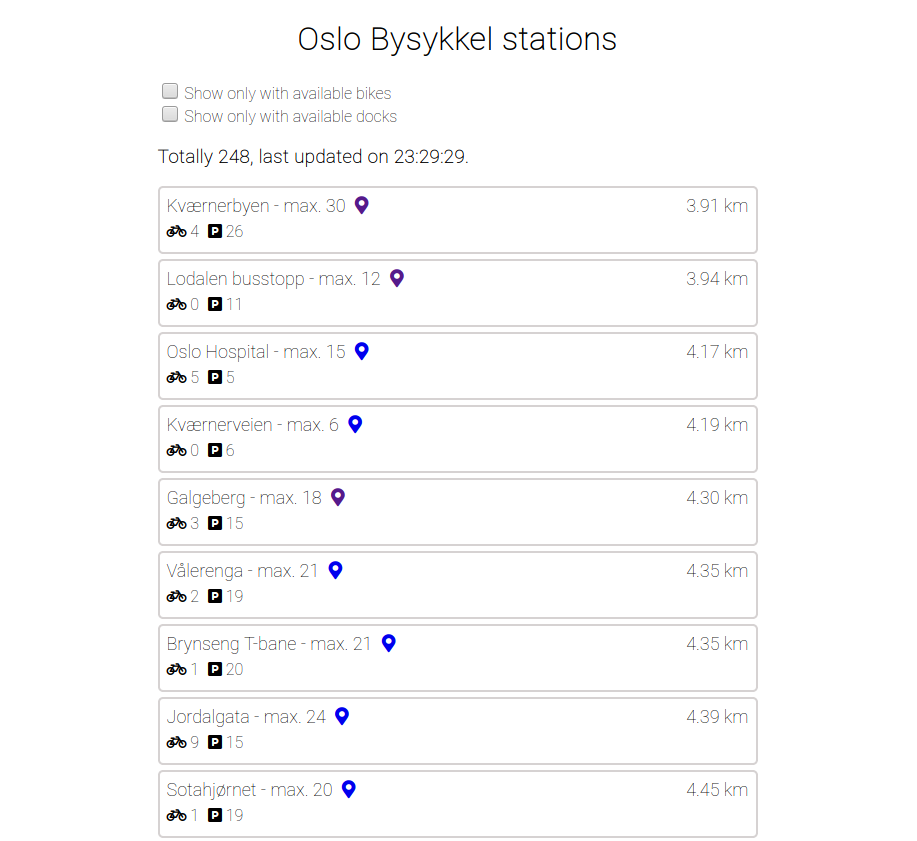 Oslo Bysykkel stations
Show only with available bikes
Show only with available docks
Totally 248, last updated on 23:29:29.
Kværnerbyen - max. 30 3.91 km
4 P 26
Lodalen busstopp - max. 12 3.94 km
0 P 11
Oslo Hospital - max. 15 4.17 km
5 P 5
Kværnerveien - max. 6 4.19 km
0 P 6
Galgeberg - max. 18 4.30 km
3 P 15
Vålerenga - max. 21 4.35 km
2 P 19
Brynseng T-bane - max. 21 4.35 km
1 P 20
Jordalgata - max. 24 4.39 km
9 P 15
Sotahjørnet - max. 20 4.45 km
1 P 19